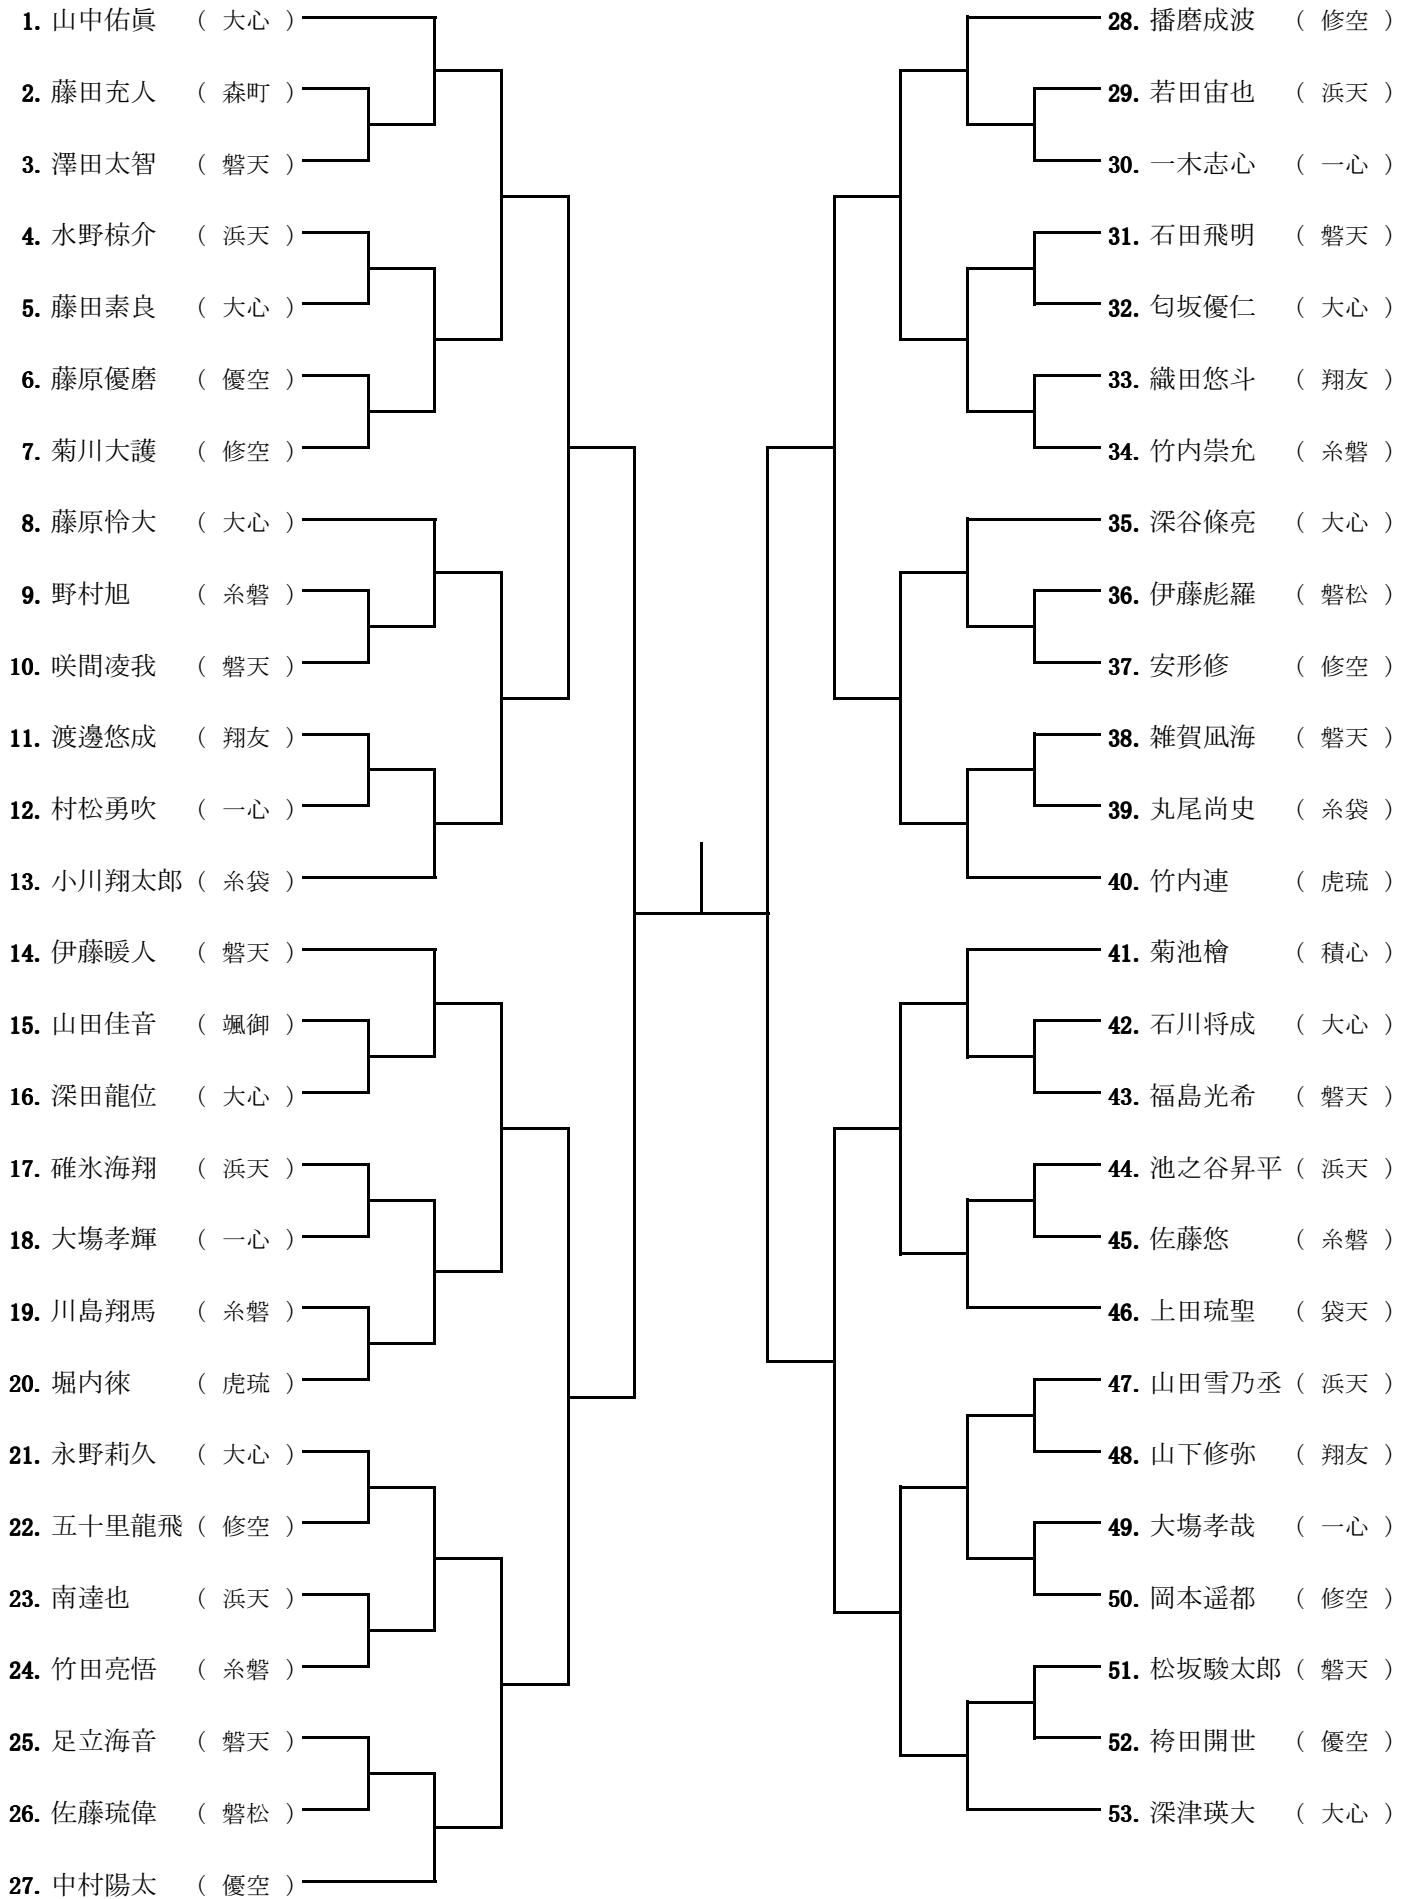 1. 山中佑眞 （ 大心 ）
2. 藤田充人 （ 森町 ）
3. 澤田太智 （ 磐天 ）
4. 水野椋介 （ 浜天 ）
5. 藤田素良 （ 大心 ）
6. 藤原優磨 （ 優空 ）
7. 菊川大護 （ 修空 ）
8. 藤原怜大 （ 大心 ）
9. 野村旭 （ 糸磐 ）
10. 咲間凌我 （ 磐天 ）
11. 渡邊悠成 （ 翔友 ）
12. 村松勇吹 （ 一心 ）
13. 小川翔太郎 （ 糸袋 ）
14. 伊藤暖人 （ 磐天 ）
15. 山田佳音 （ 颯御 ）
16. 深田龍位 （ 大心 ）
17. 碓氷海翔 （ 浜天 ）
18. 大塲孝輝 （ 一心 ）
19. 川島翔馬 （ 糸磐 ）
20. 堀内徠 （ 虎琉 ）
21. 永野莉久 （ 大心 ）
22. 五十里龍飛 （ 修空 ）
23. 南達也 （ 浜天 ）
24. 竹田亮悟 （ 糸磐 ）
25. 足立海音 （ 磐天 ）
26. 佐藤琉偉 （ 磐松 ）
27. 中村陽太 （ 優空 ）
28. 播磨成波 （ 修空 ）
29. 若田宙也 （ 浜天 ）
30. 一木志心 （ 一心 ）
31. 石田飛明 （ 磐天 ）
32. 匂坂優仁 （ 大心 ）
33. 織田悠斗 （ 翔友 ）
34. 竹内崇允 （ 糸磐 ）
35. 深谷條亮 （ 大心 ）
36. 伊藤彪羅 （ 磐松 ）
37. 安形修 （ 修空 ）
38. 雑賀凪海 （ 磐天 ）
39. 丸尾尚史 （ 糸袋 ）
40. 竹内連 （ 虎琉 ）
41. 菊池檜 （ 積心 ）
42. 石川将成 （ 大心 ）
43. 福島光希 （ 磐天 ）
44. 池之谷昇平 （ 浜天 ）
45. 佐藤悠 （ 糸磐 ）
46. 上田琉聖 （ 袋天 ）
47. 山田雪乃丞 （ 浜天 ）
48. 山下修弥 （ 翔友 ）
49. 大塲孝哉 （ 一心 ）
50. 岡本遥都 （ 修空 ）
51. 松坂駿太郎 （ 磐天 ）
52. 袴田開世 （ 優空 ）
53. 深津瑛大 （ 大心 ）